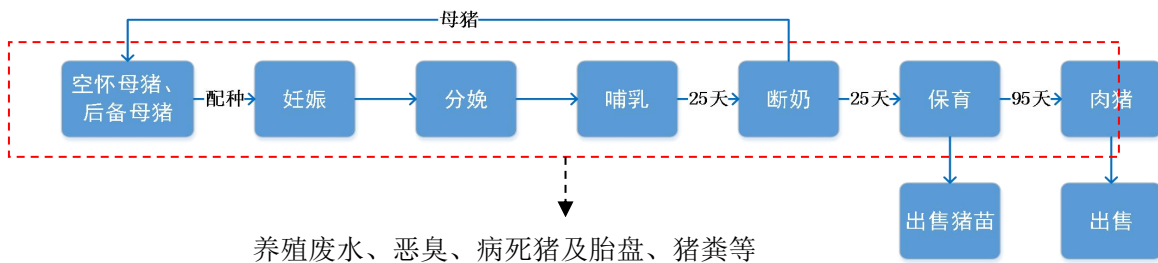 母猪
空怀母猪、
后备母猪
配种
妊娠
分娩
哺乳
25天
断奶
25天
保育
95天
肉猪
出售猪苗
出售
养殖废水、恶臭、病死猪及胎盘、猪粪等